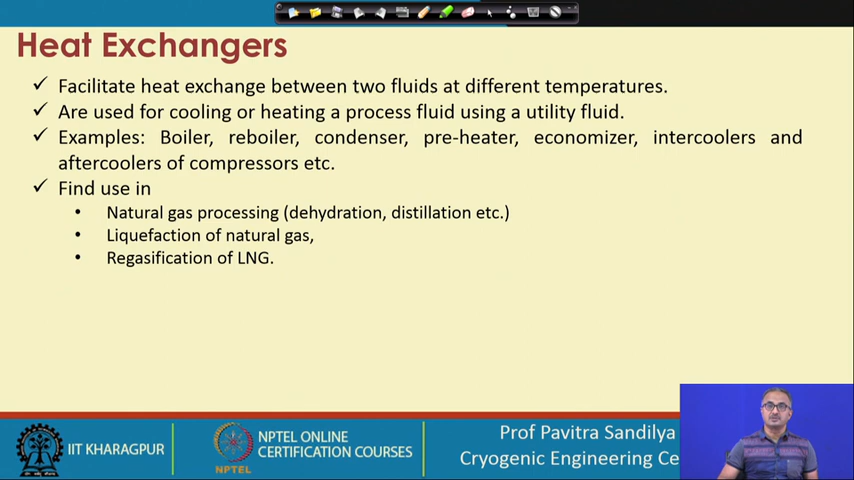 Heat Exchangers
✓ Facilitate heat exchange between two fluids at different temperatures.
✓ Are used for cooling or heating a process fluid using a utility fluid.
✓ Examples: Boiler, reboiler, condenser, pre-heater, economizer, intercoolers and
aftercoolers of compressors etc.
✓ Find use in
• Natural gas processing (dehydration, distillation etc.)
• Liquefaction of natural gas,
• Regasification of LNG.
IIT KHARAGPUR
NPTEL
NPTEL ONLINE
CERTIFICATION COURSES
Prof Pavitra Sandilya
Cryogenic Engineering Ce